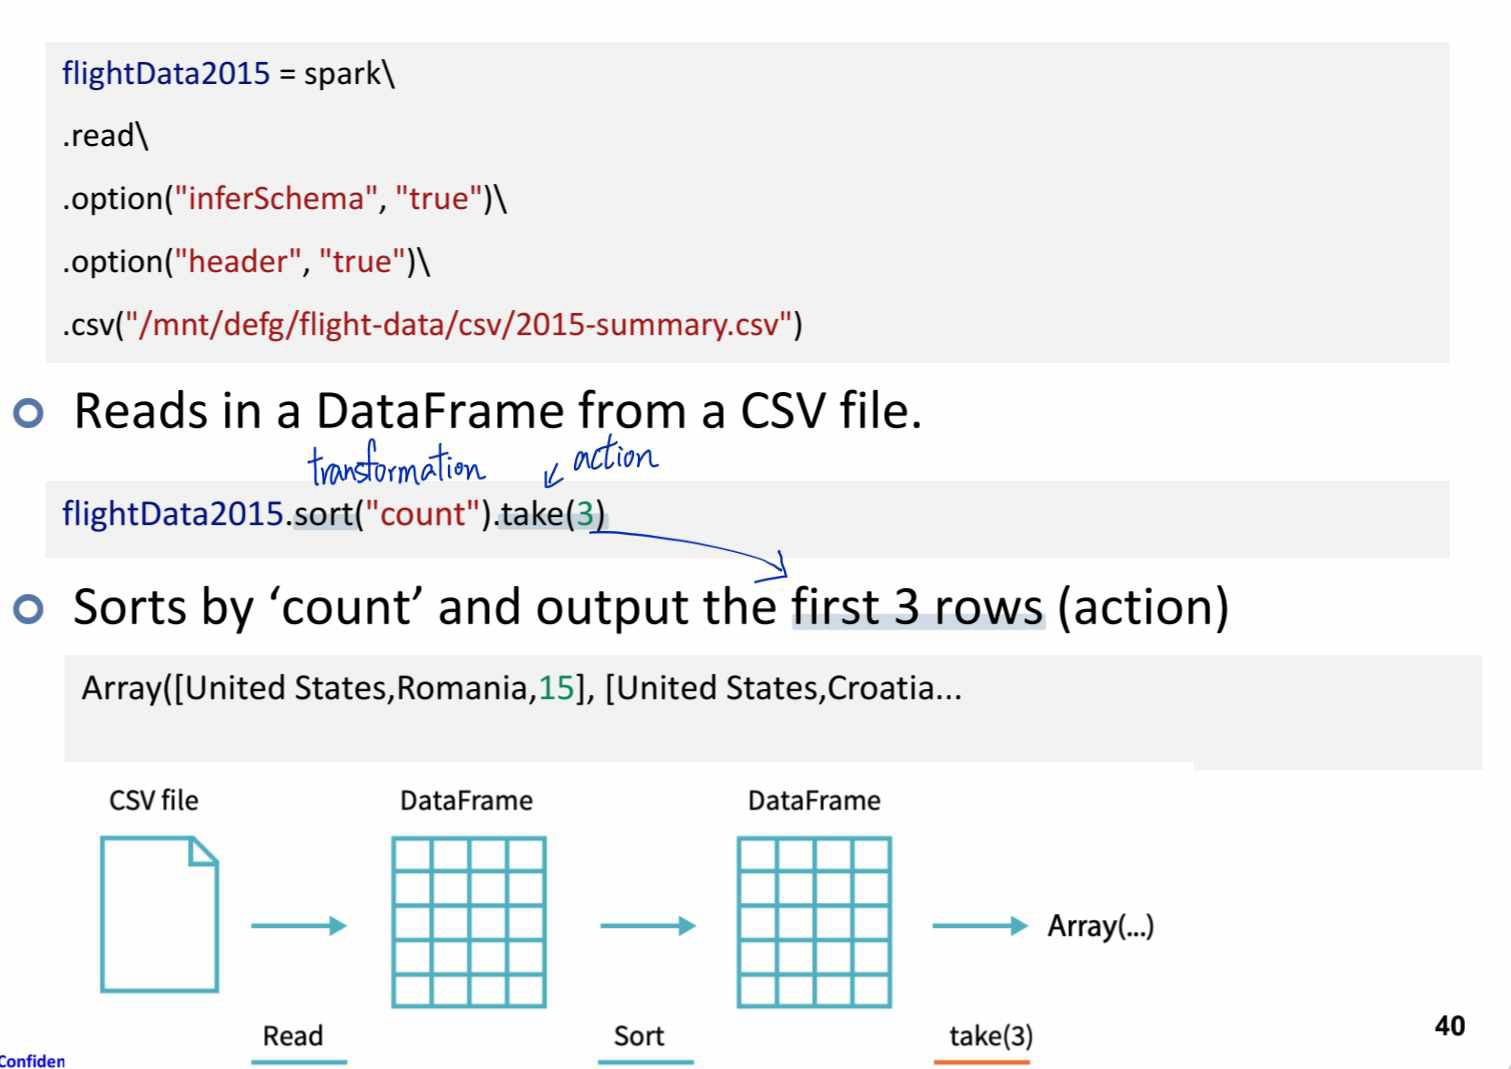 flightData2015 = spark\
.read\
.option("inferSchema", "true")\
.option("header", "true")\
.csv("/mnt/defg/flight-data/csv/2015-summary.csv")
Reads in a DataFrame from a CSV file.
transformation action
flightData2015.sort("count").take(3)
Sorts by ‘count’ and output the first 3 rows (action)
Array([United States,Romania,15], [United States,Croatia...
CSV file DataFrame DataFrame
Array(...)
Read Sort take(3)
40
Confiden